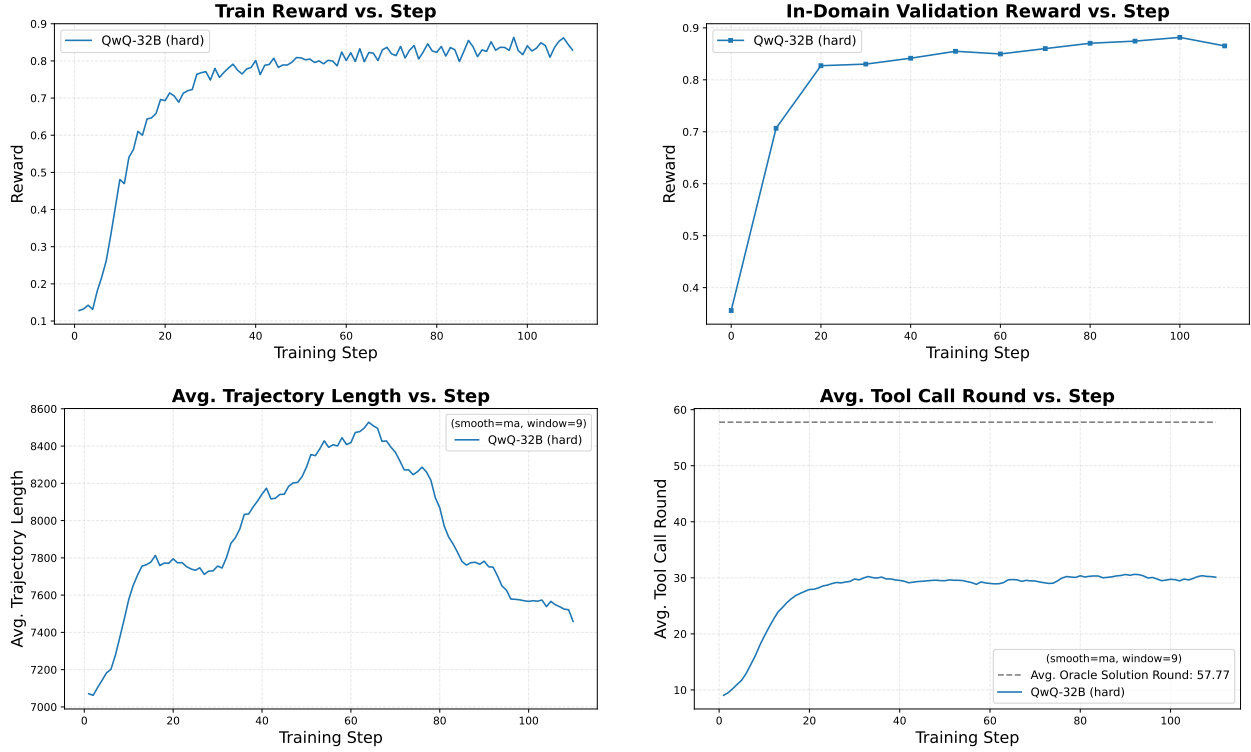 Train Reward vs. Step
0.9
0.8
0.7
0.6
0.5
0.4
0.3
0.2
0.1
Reward
QwQ-32B (hard)
0 20 40 60 80 100
Training Step
In-Domain Validation Reward vs. Step
0.9
0.8
0.7
0.6
0.5
0.4
Reward
QwQ-32B (hard)
0 20 40 60 80 100
Training Step
Avg. Trajectory Length vs. Step
8600
8400
8200
8000
7800
7600
7400
7200
7000
Avg. Trajectory Length
(smooth=ma, window=9)
QwQ-32B (hard)
0 20 40 60 80 100
Training Step
Avg. Tool Call Round vs. Step
60
50
40
30
20
10
Avg. Tool Call Round
(smooth=ma, window=9)
Avg. Oracle Solution Round: 57.77
QwQ-32B (hard)
0 20 40 60 80 100
Training Step